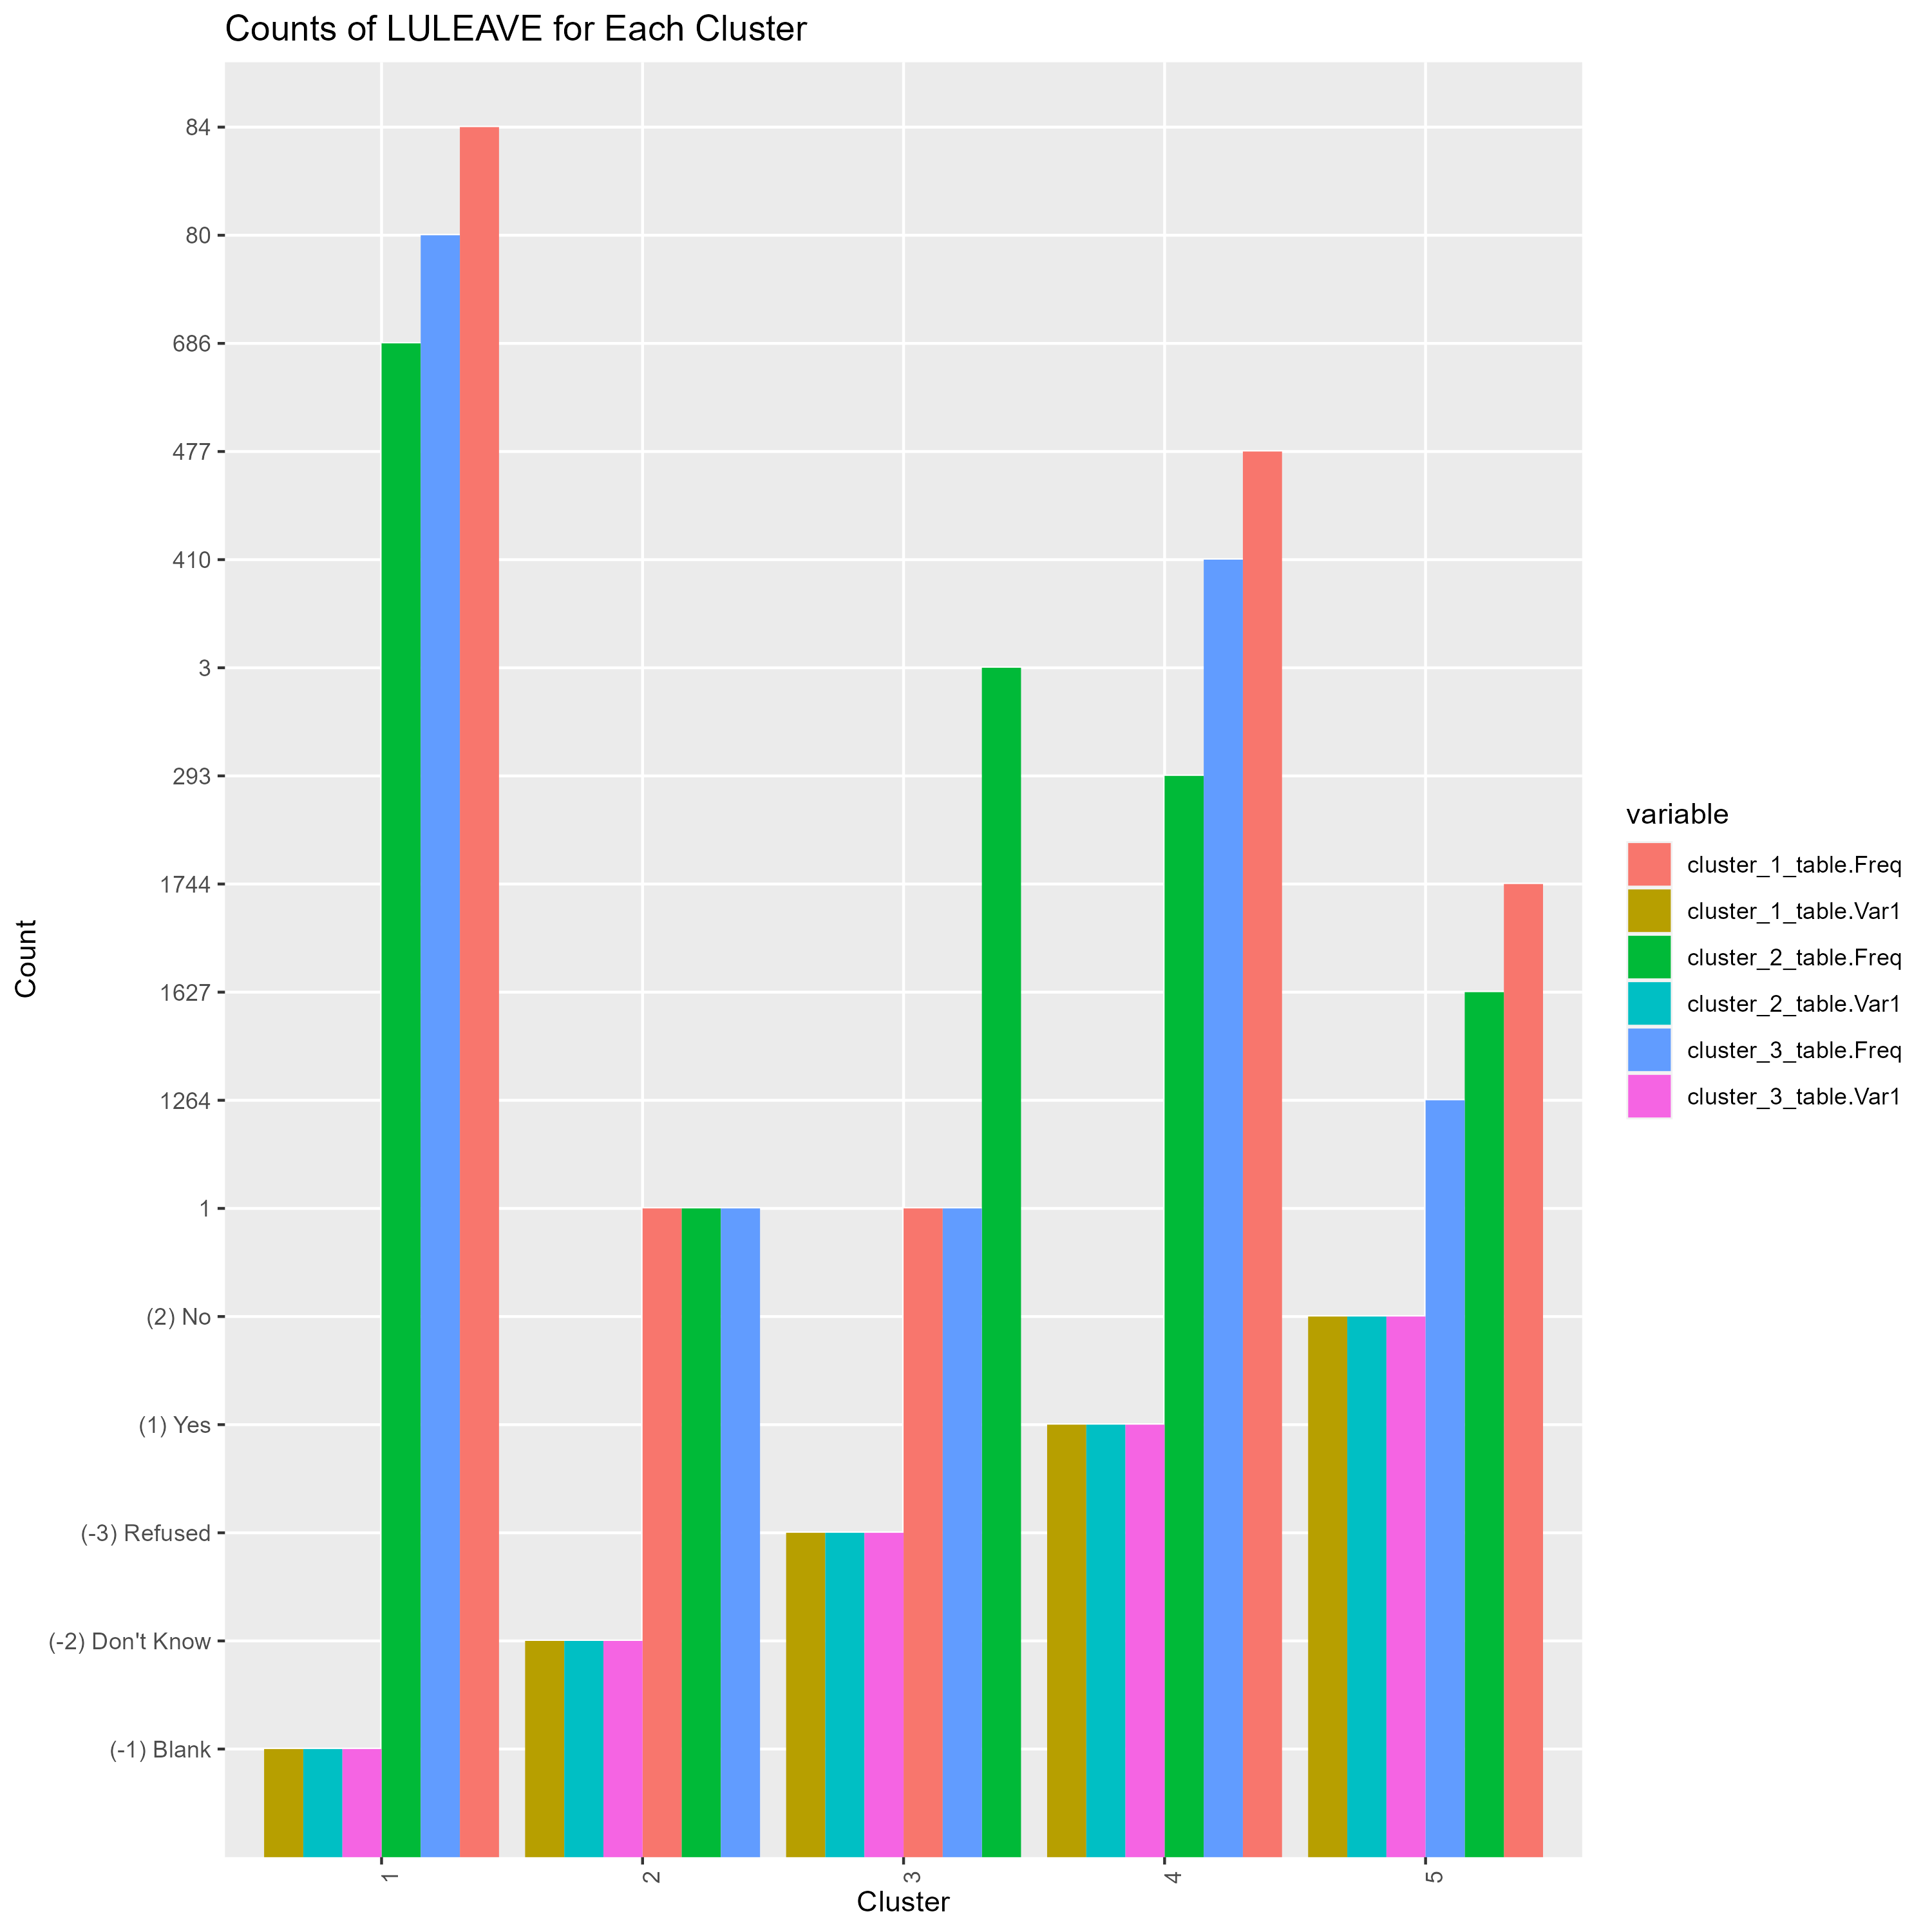 Counts of LULEAVE for Each Cluster
84
80
686
477
410
3
293
1744
1627
1264
1
(2) No
(1) Yes
(-3) Refused
(-2) Don't Know
(-1) Blank
Count
1
2
3
4
5
Cluster
variable
cluster_1_table.Freq
cluster_1_table.Var1
cluster_2_table.Freq
cluster_2_table.Var1
cluster_3_table.Freq
cluster_3_table.Var1